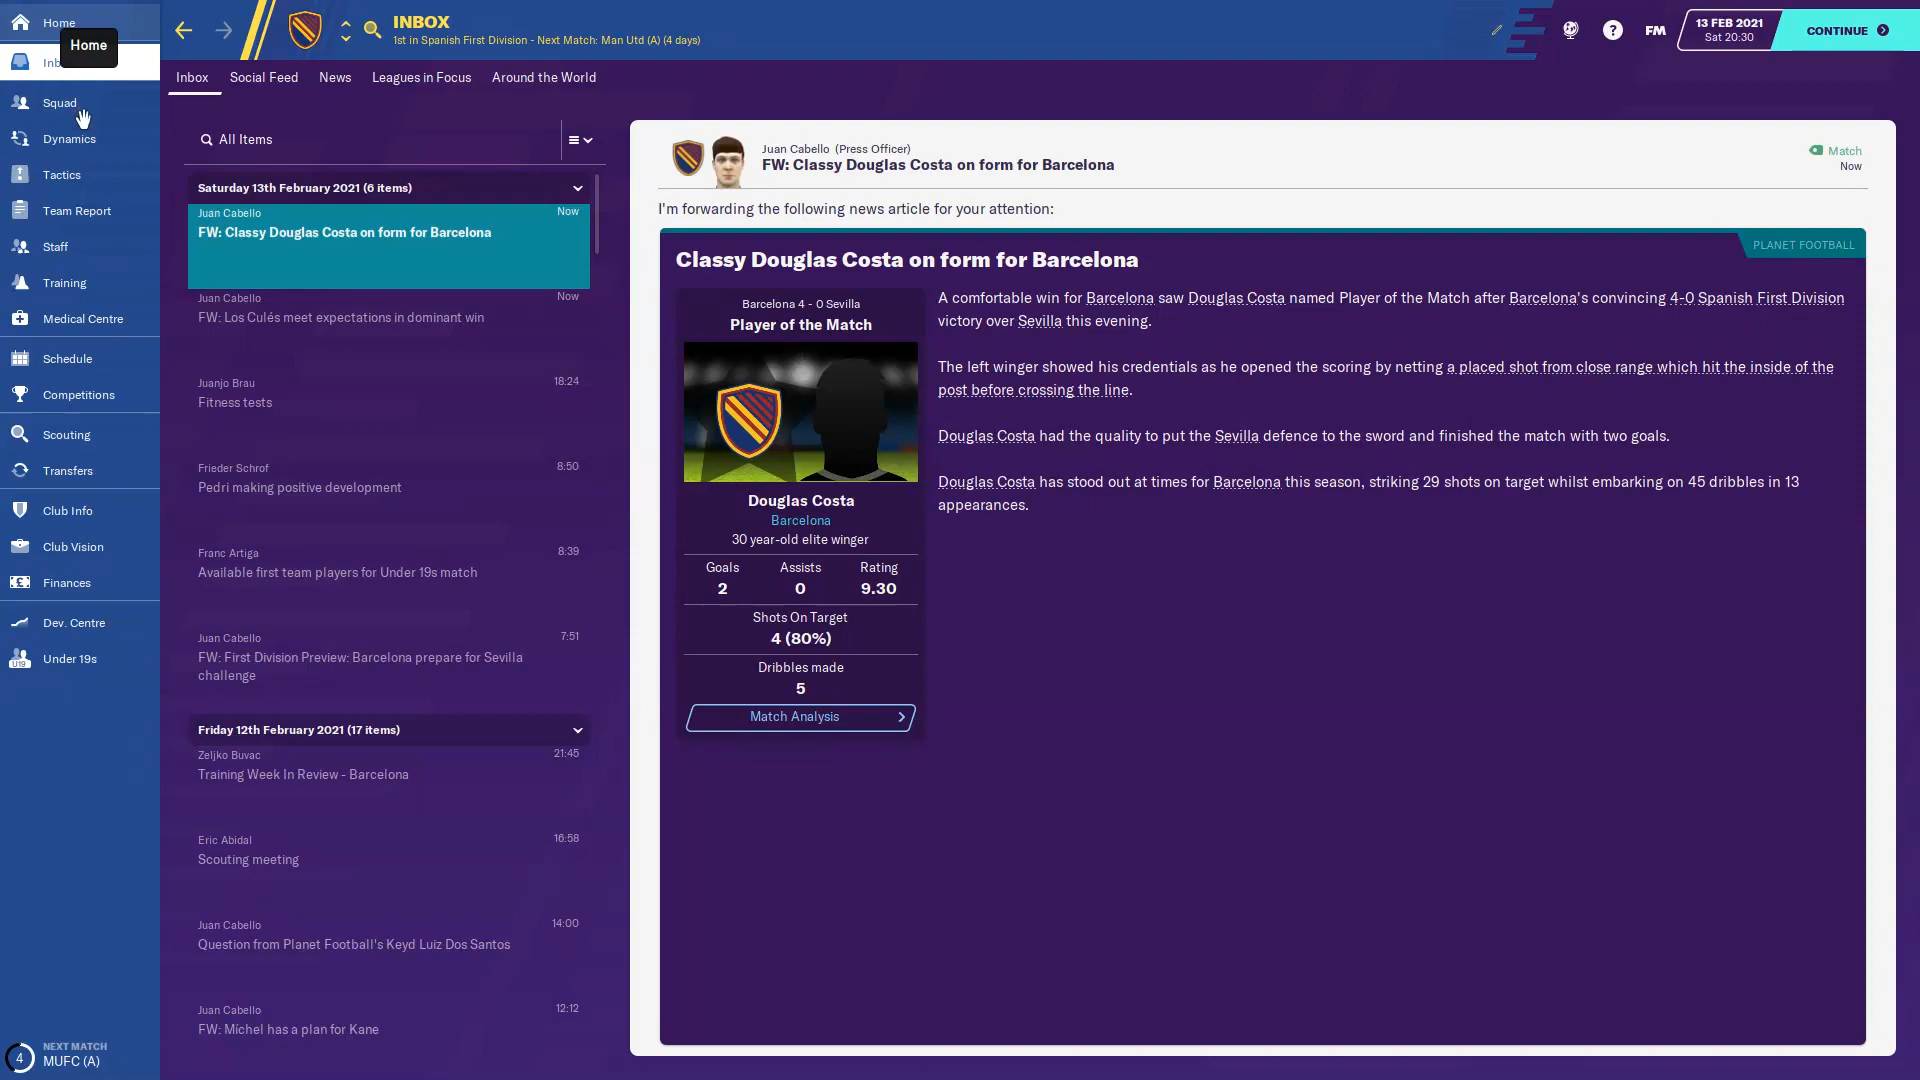 Home
Home
Inb
Squad
Dynamics
Tactics
Team Report
Staff
Training
Medical Centre
Schedule
Competitions
Scouting
Transfers
Club Info
Club Vision
Finances
Dev. Centre
U19
Under 19s
4
NEXT MATCH
MUFC (A)
INBOX
1st in Spanish First Division - Next Match: Man Utd (A) (4 days)
?
FM
13 FEB 2021
Sat 20:30
CONTINUE
Inbox
Social Feed
News
Leagues in Focus
Around the World
All Items
Saturday 13th February 2021 (6 items)
Juan Cabello
Now
FW: Classy Douglas Costa on form for Barcelona
Juan Cabello
Now
FW: Los Culés meet expectations in dominant win
Juanjo Brau
18:24
Fitness tests
Frieder Schrof
8:50
Pedri making positive development
Franc Artiga
8:39
Available first team players for Under 19s match
Juan Cabello
7:51
FW: First Division Preview: Barcelona prepare for Sevilla
challenge
Friday 12th February 2021 (17 items)
Zeljko Buvac
21:45
Training Week In Review - Barcelona
Eric Abidal
16:58
Scouting meeting
Juan Cabello
14:00
Question from Planet Football's Keyd Luiz Dos Santos
Juan Cabello
12:12
FW: Míchel has a plan for Kane
Juan Cabello (Press Officer)
FW: Classy Douglas Costa on form for Barcelona
Match
Now
I'm forwarding the following news article for your attention:
PLANET FOOTBALL
Classy Douglas Costa on form for Barcelona
Barcelona 4 - 0 Sevilla
Player of the Match
Douglas Costa
Barcelona
30 year-old elite winger
Goals
Assists
Rating
2
0
9.30
Shots On Target
4 (80%)
Dribbles made
5
Match Analysis
A comfortable win for Barcelona saw Douglas Costa named Player of the Match after Barcelona's convincing 4-0 Spanish First Division
victory over Sevilla this evening.
The left winger showed his credentials as he opened the scoring by netting a placed shot from close range which hit the inside of the
post before crossing the line.
Douglas Costa had the quality to put the Sevilla defence to the sword and finished the match with two goals.
Douglas Costa has stood out at times for Barcelona this season, striking 29 shots on target whilst embarking on 45 dribbles in 13
appearances.